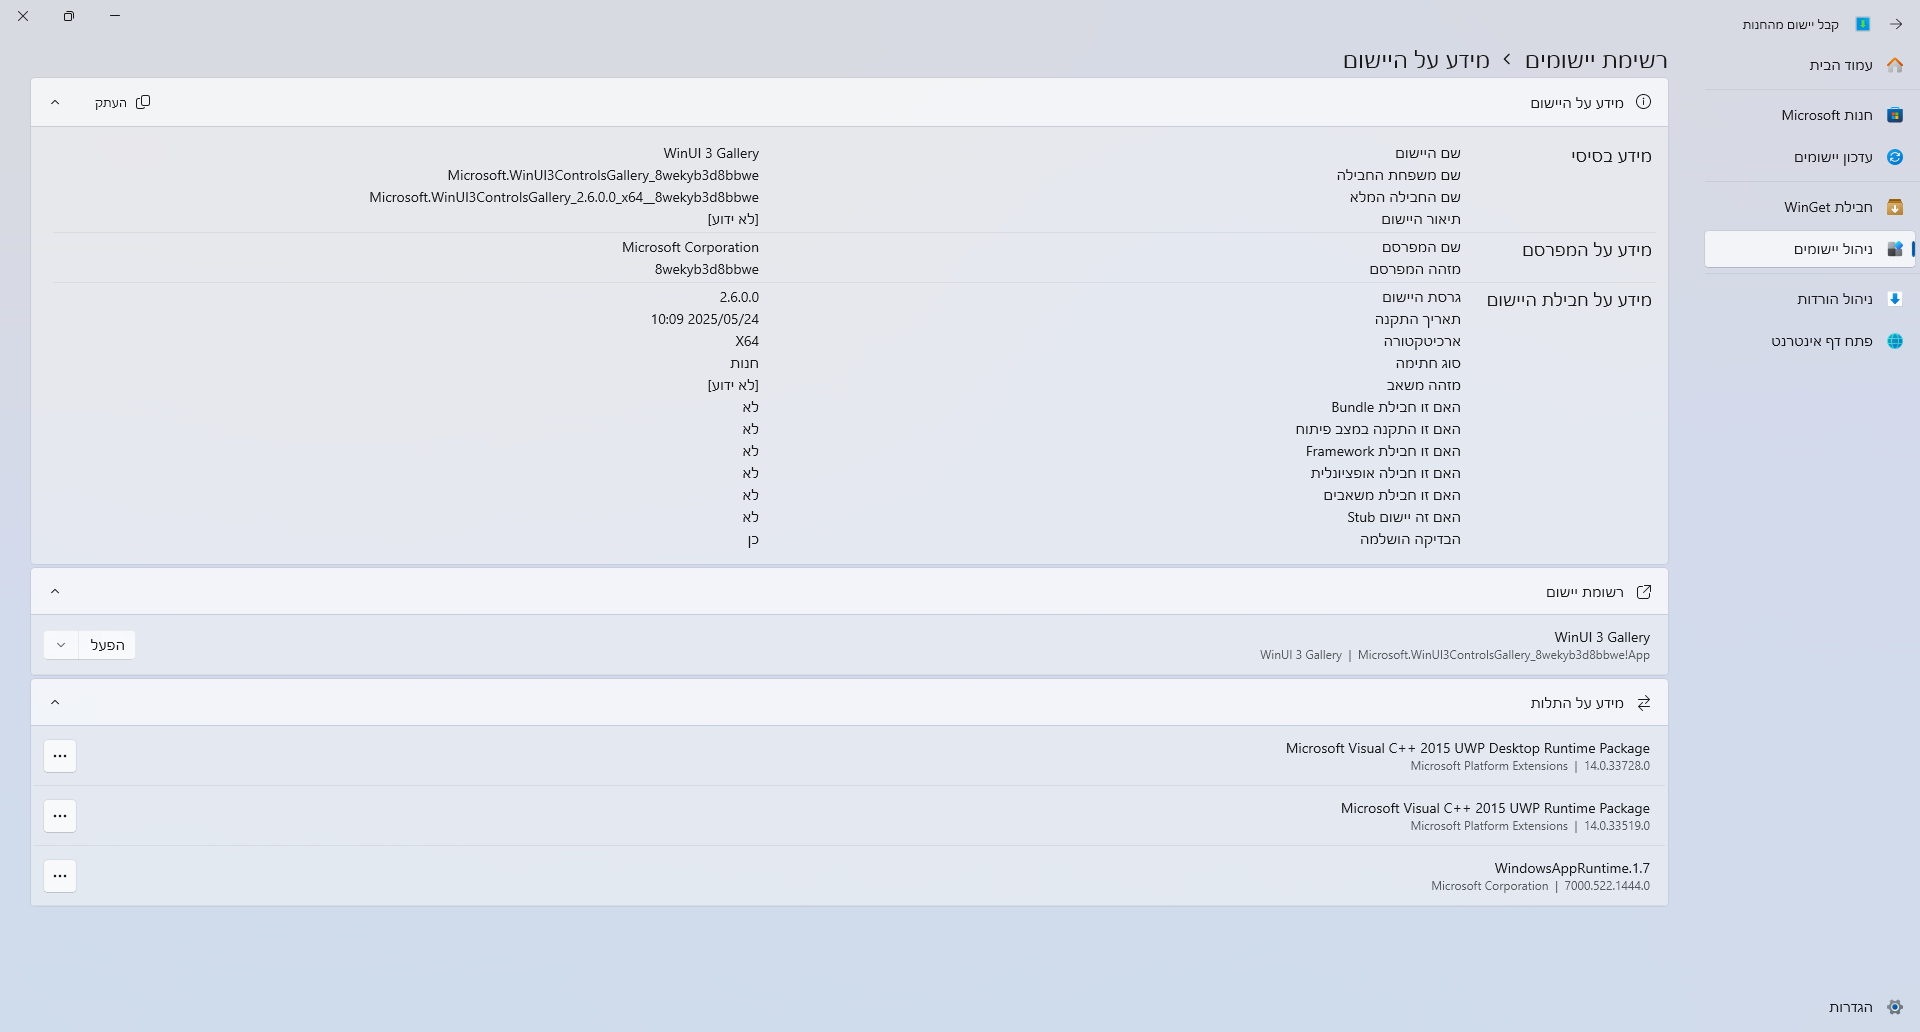 קבל יישום מהחנות
עמוד הבית
חנות Microsoft
עדכון יישומים
חבילת WinGet
ניהול יישומים
ניהול הורדות
פתח דף אינטרנט
הגדרות
רשימת יישומים
מידע על היישום
מידע על היישום
העתק
מידע בסיסי
שם היישום WinUI 3 Gallery
שם משפחת החבילה Microsoft.WinUI3ControlsGallery_8wekyb3d8bbwe
שם החבילה המלא Microsoft.WinUI3ControlsGallery_2.6.0.0_x64__8wekyb3d8bbwe
תיאור היישום [לא ידוע]
מידע על המפרסם
שם המפרסם Microsoft Corporation
מזהה המפרסם 8wekyb3d8bbwe
מידע על חבילת היישום
גרסת היישום 2.6.0.0
תאריך התקנה 10:09 2025/05/24
ארכיטקטורה X64
סוג חתימה חנות
מזהה משאב [לא ידוע]
האם זו חבילת Bundle לא
האם זו התקנה במצב פיתוח לא
האם זו חבילת Framework לא
האם זו חבילה אופציונלית לא
האם זו חבילת משאבים לא
האם זה יישום Stub לא
הבדיקה הושלמה כן
רשומת יישום
WinUI 3 Gallery
WinUI 3 Gallery | Microsoft.WinUI3ControlsGallery_8wekyb3d8bbwe!App
הפעל
מידע על התלות
Microsoft Visual C++ 2015 UWP Desktop Runtime Package
Microsoft Platform Extensions | 14.0.33728.0
Microsoft Visual C++ 2015 UWP Runtime Package
Microsoft Platform Extensions | 14.0.33519.0
WindowsAppRuntime.1.7
Microsoft Corporation | 7000.522.1444.0